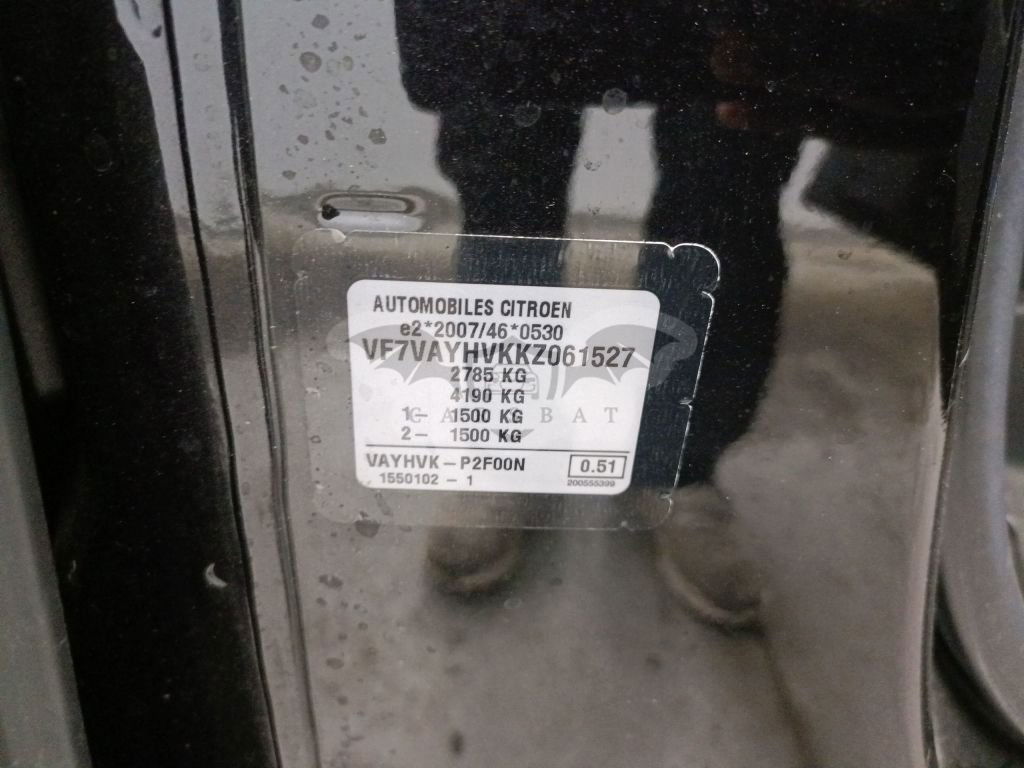 AUTOMOBILES CITROEN
e2*2007/46*0530
VF7VAYHVKKZ061527
2785 KG
4190 KG
1- 1500 KG
2- 1500 KG
VAYHVK-P2F00N 0.51
1550102 - 1 200555399